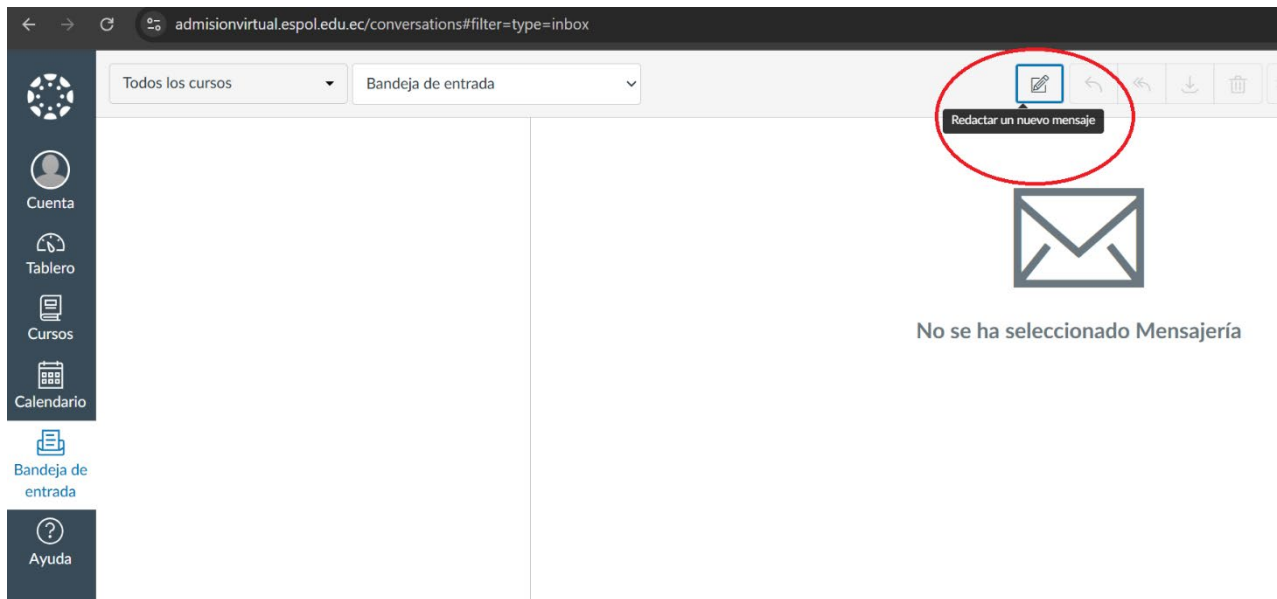 admisionvirtual.espol.edu.ec/conversations#filter=type=inbox
Todos los cursos
Bandeja de entrada
Redactar un nuevo mensaje
Cuenta
Tablero
Cursos
Calendario
Bandeja de
entrada
Ayuda
No se ha seleccionado Mensajería